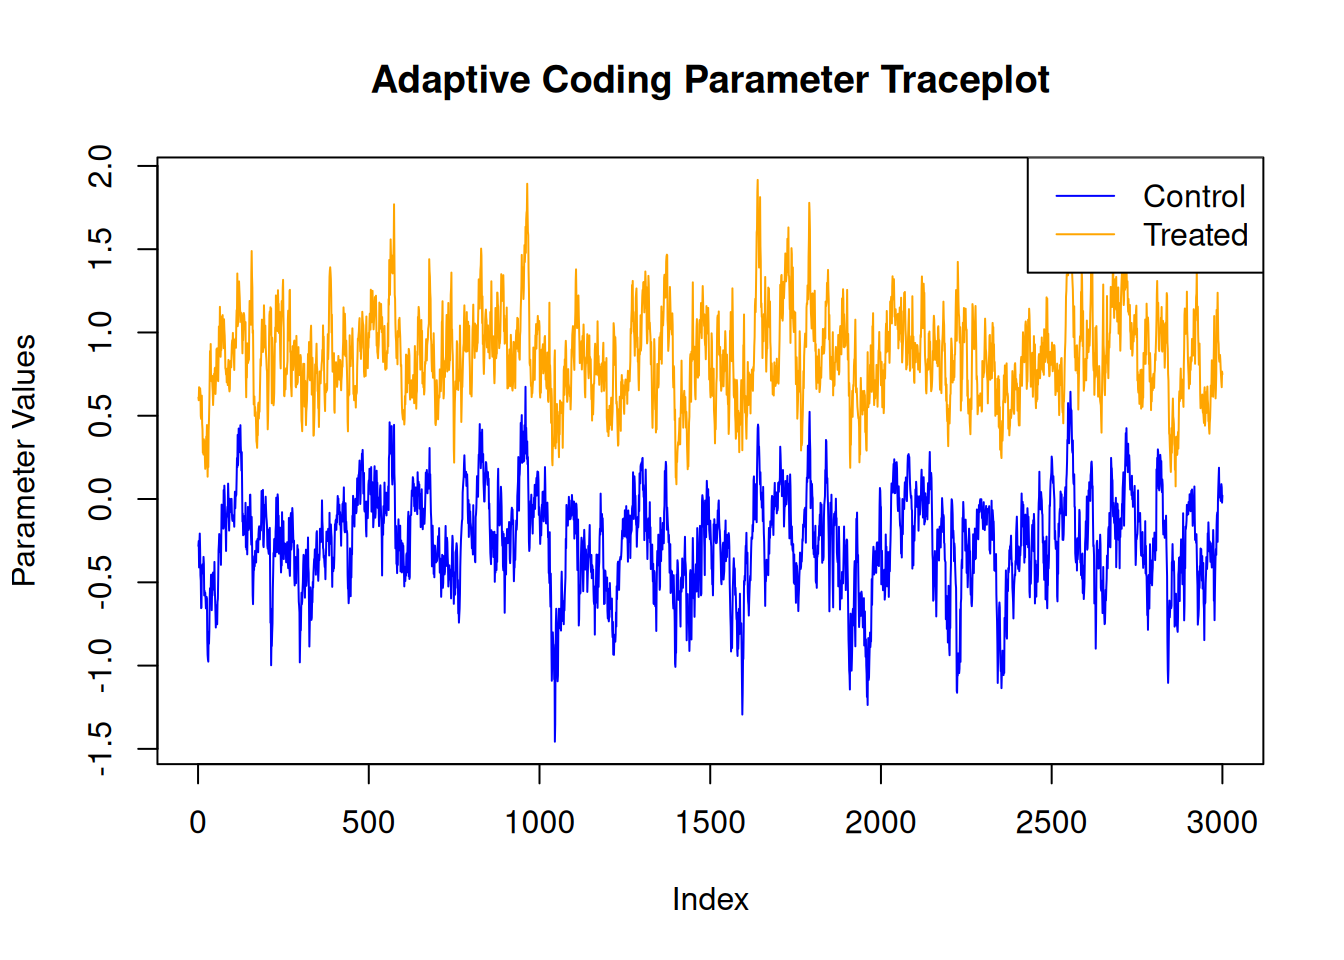 Adaptive Coding Parameter Traceplot
Parameter Values
2.0
1.5
1.0
0.5
0.0
-0.5
-1.0
-1.5
Control
Treated
0 500 1000 1500 2000 2500 3000
Index